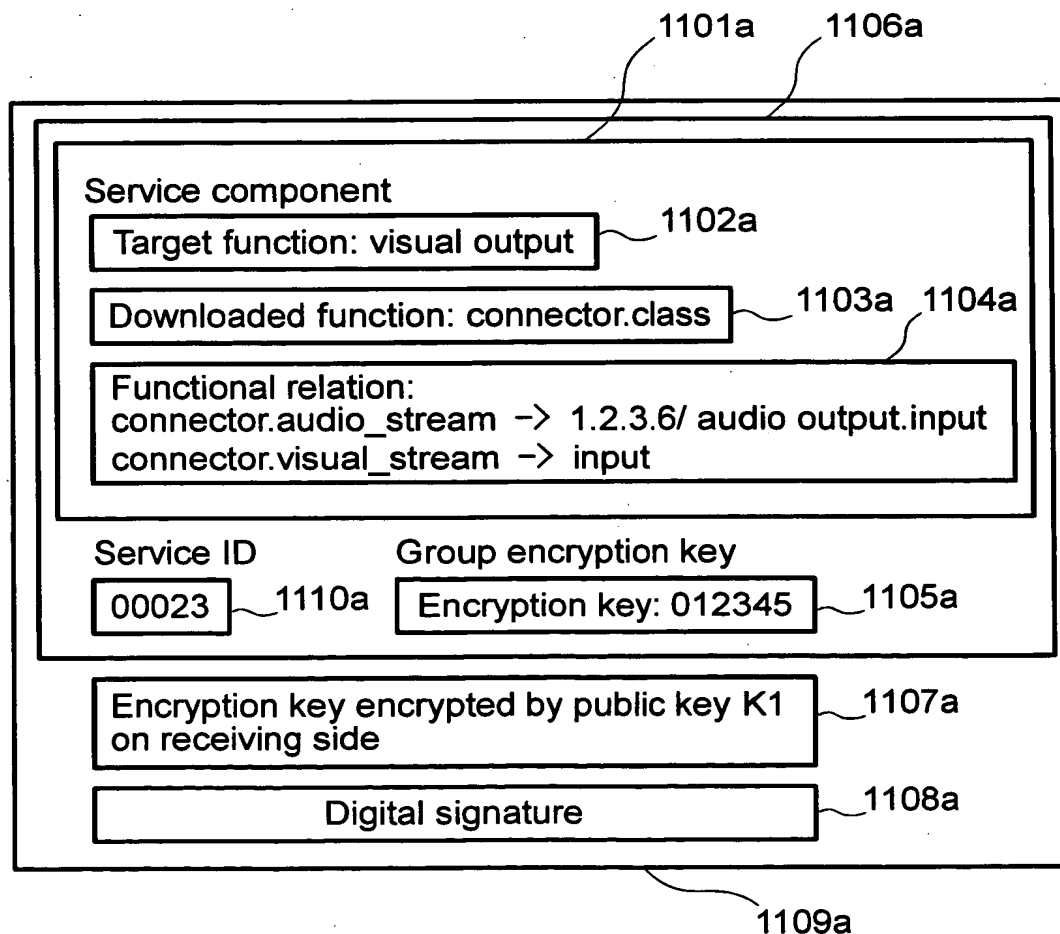 1101a 1106a
Service component
Target function: visual output 1102a
Downloaded function: connector.class 1103a 1104a
Functional relation:
connector.audio_stream -> 1.2.3.6/ audio output.input
connector.visual_stream -> input
Service ID Group encryption key
00023 1110a Encryption key: 012345 1105a
Encryption key encrypted by public key K1 1107a
on receiving side
Digital signature 1108a
1109a